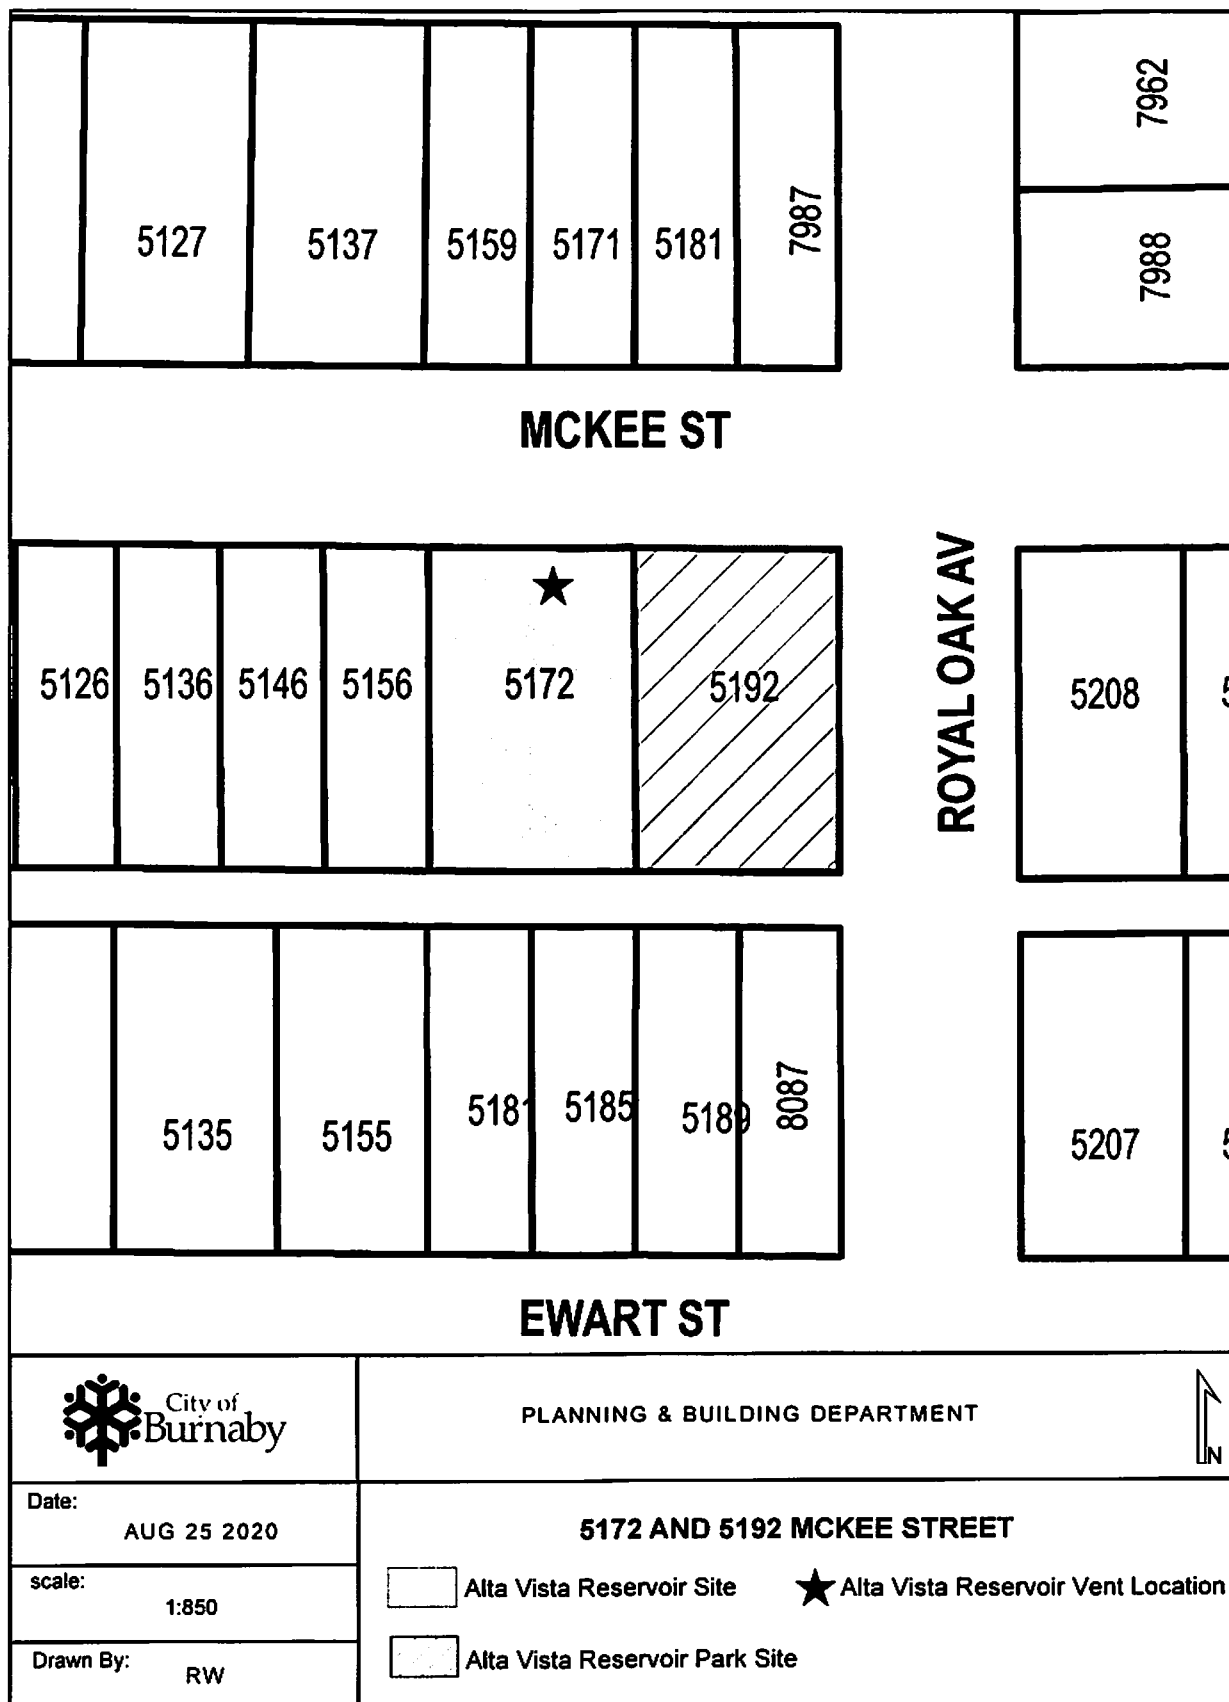 7962
5127 5137 5159 5171 5181 7987
7988
MCKEE ST
ROYAL OAK AV
5126 5136 5146 5156 5172 5192 5208
5135 5155 5181 5185 5189 8087 5207
EWART ST
City of
Burnaby
PLANNING & BUILDING DEPARTMENT
N
Date:
AUG 25 2020
scale:
1:850
Drawn By: RW
5172 AND 5192 MCKEE STREET
Alta Vista Reservoir Site
Alta Vista Reservoir Vent Location
Alta Vista Reservoir Park Site